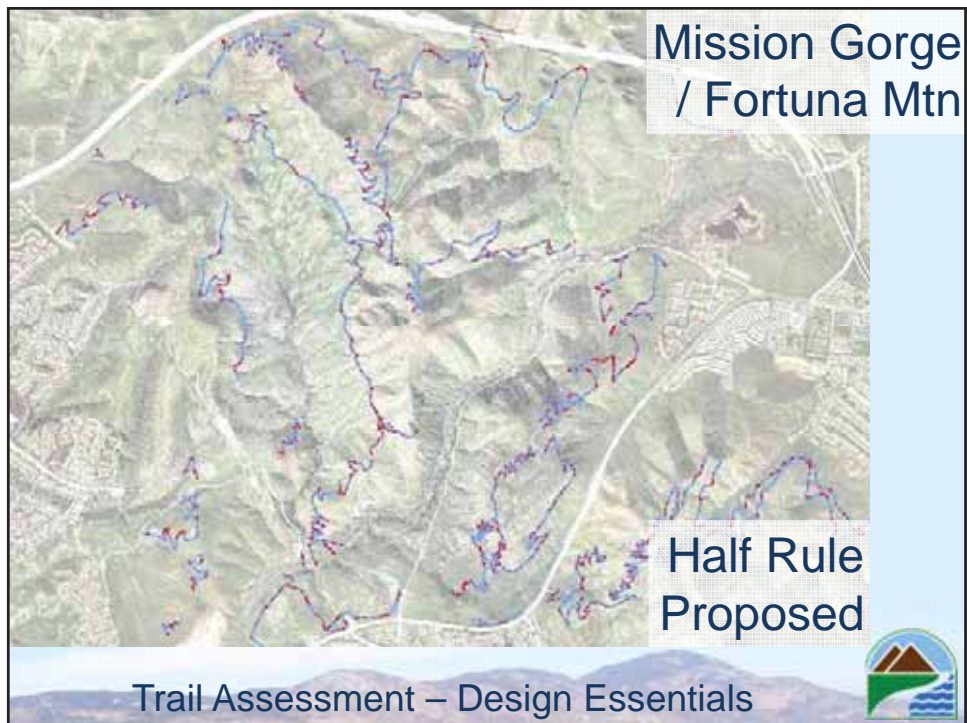 Mission Gorge
/ Fortuna Mtn
Half Rule
Proposed
Trail Assessment – Design Essentials